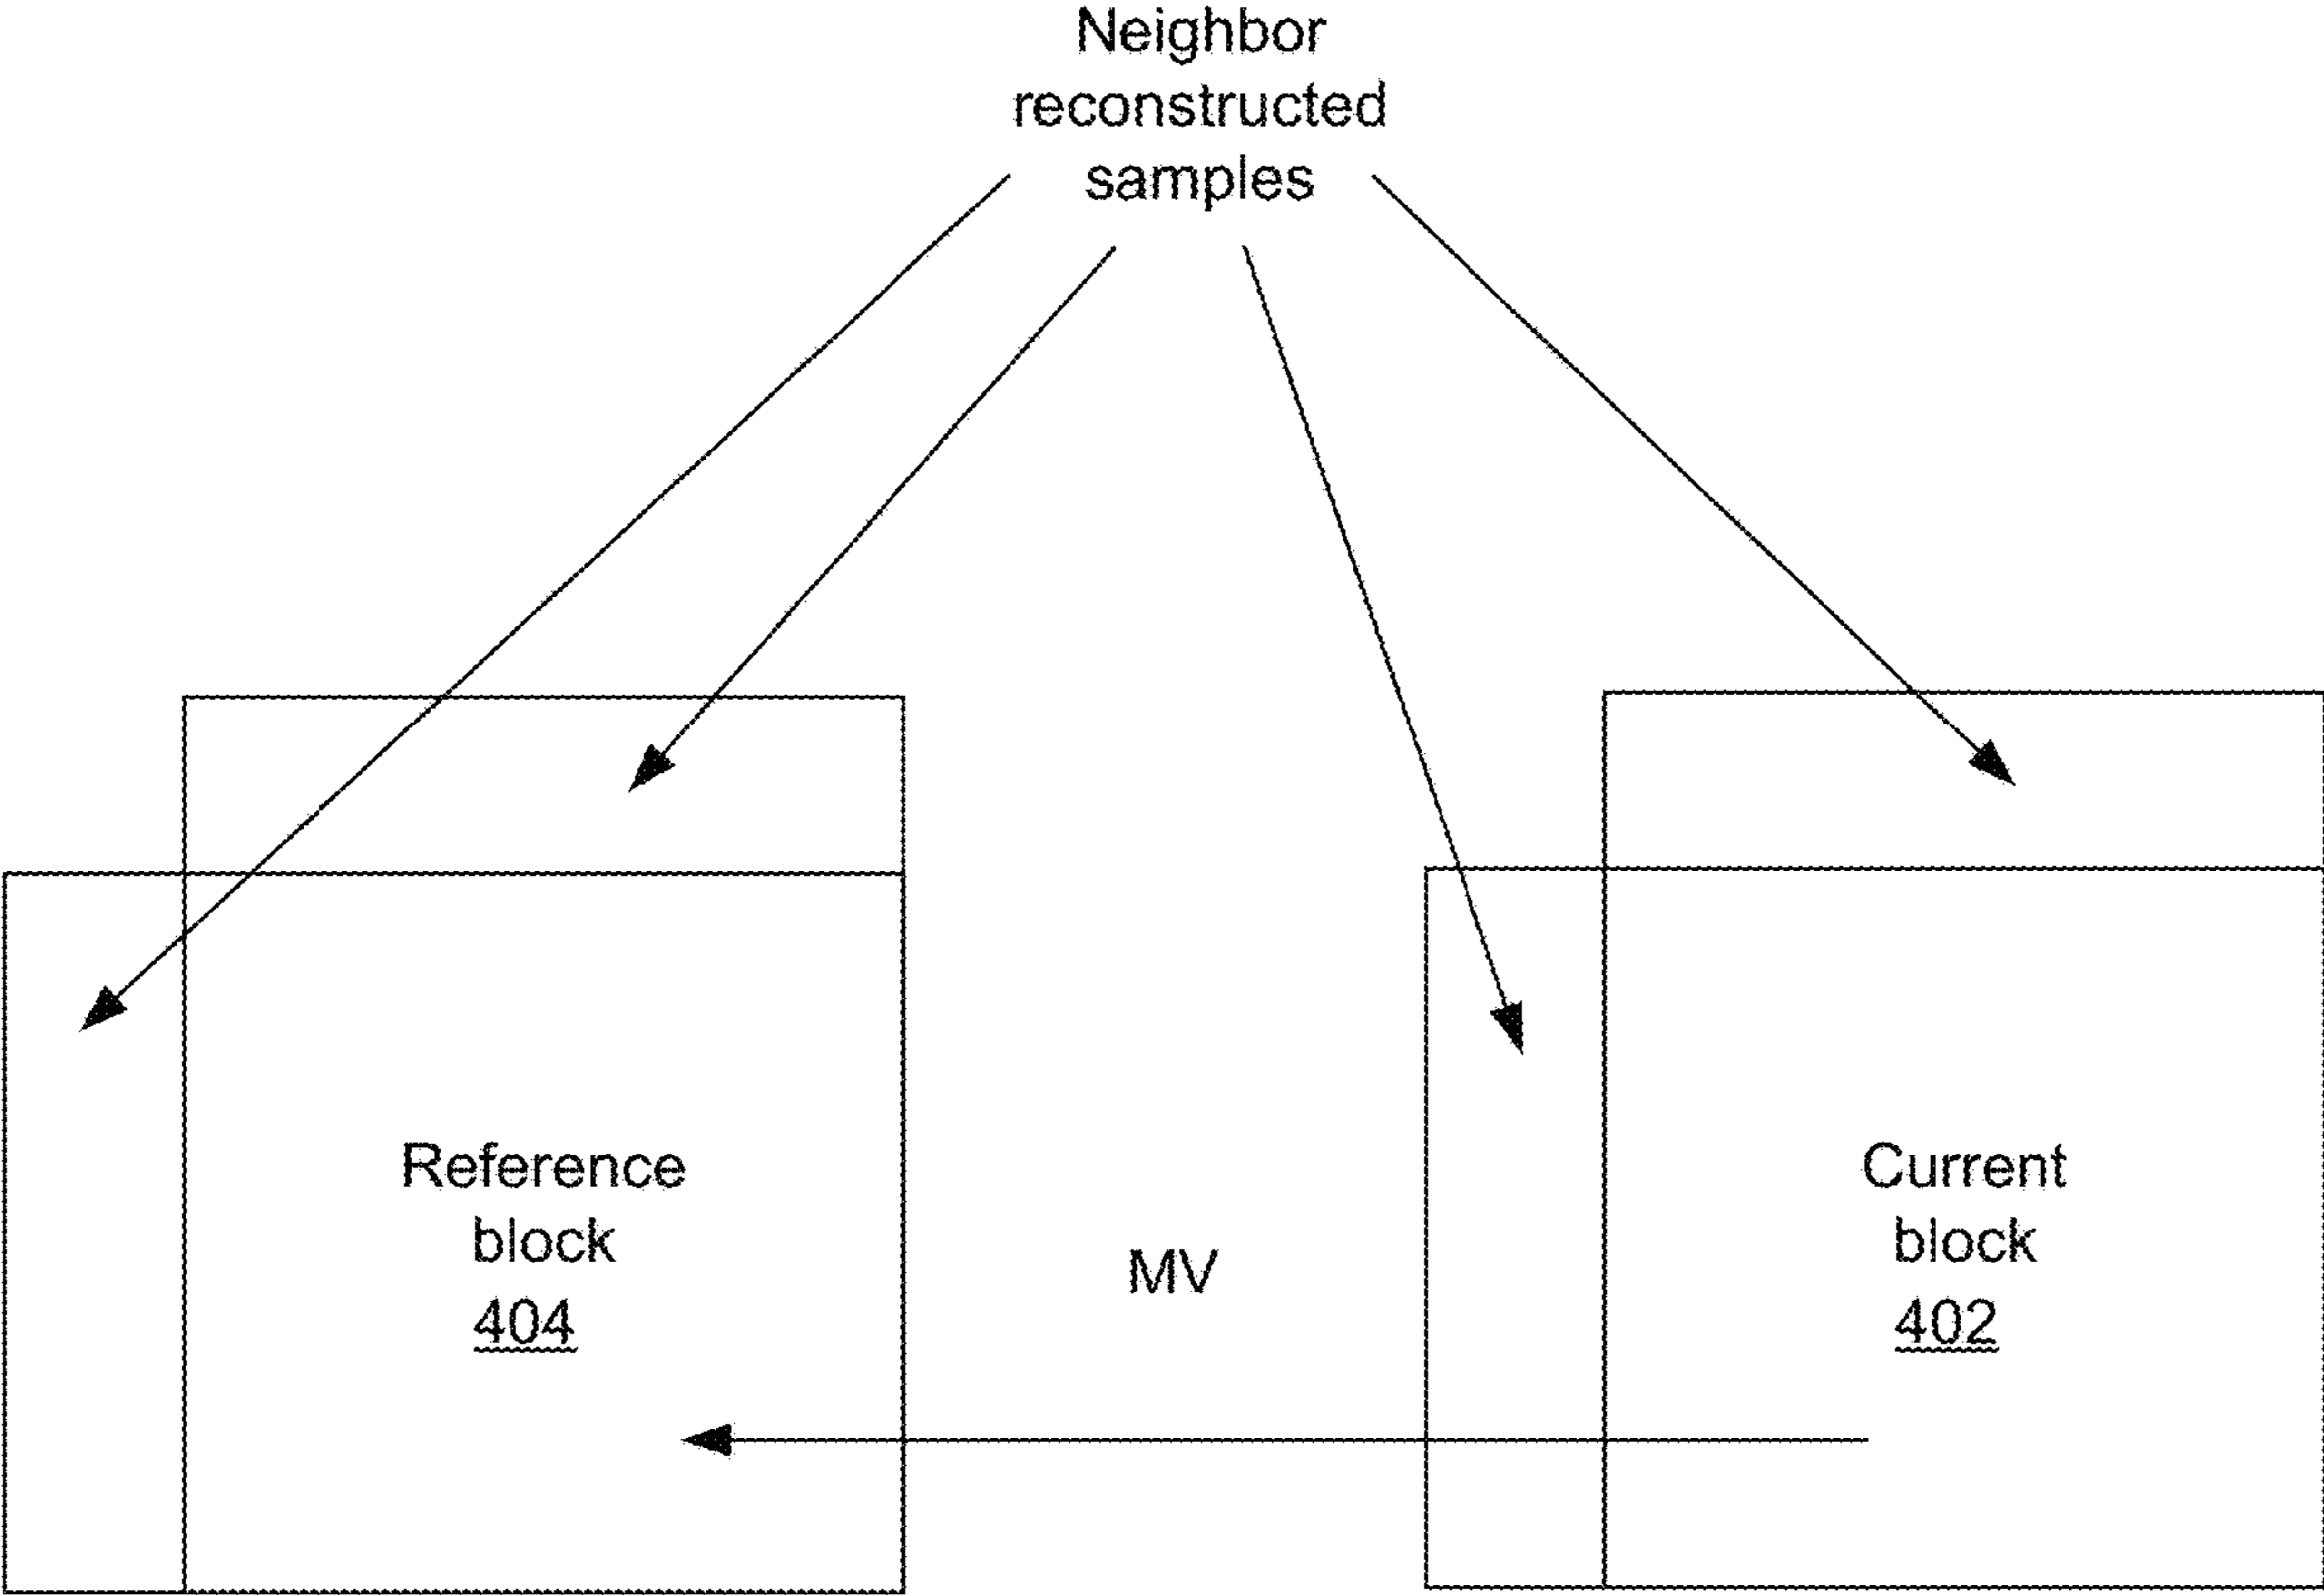 Neighbor
reconstructed
samples
Reference
block
404
MV
Current
block
402